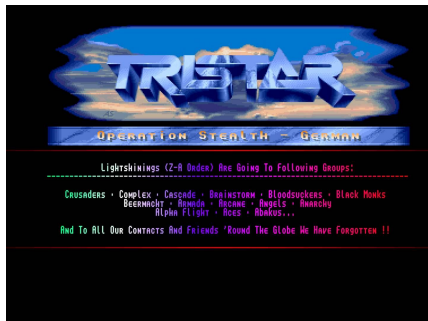 TRISTAR
OPERATION STEALTH - GERMAN
Lightskinings (Z-A Order) Are Going To Following Groups:
Crusaders · Complex · Cascade · Brainstorm · Bloodsuckers · Black Monks
Beermacht · Armada · Arcane · Angels · Anarchy
Alpha Flight · Aces · Abakus...
And To All Our Contacts And Friends 'Round The Globe We Have Forgotten !!